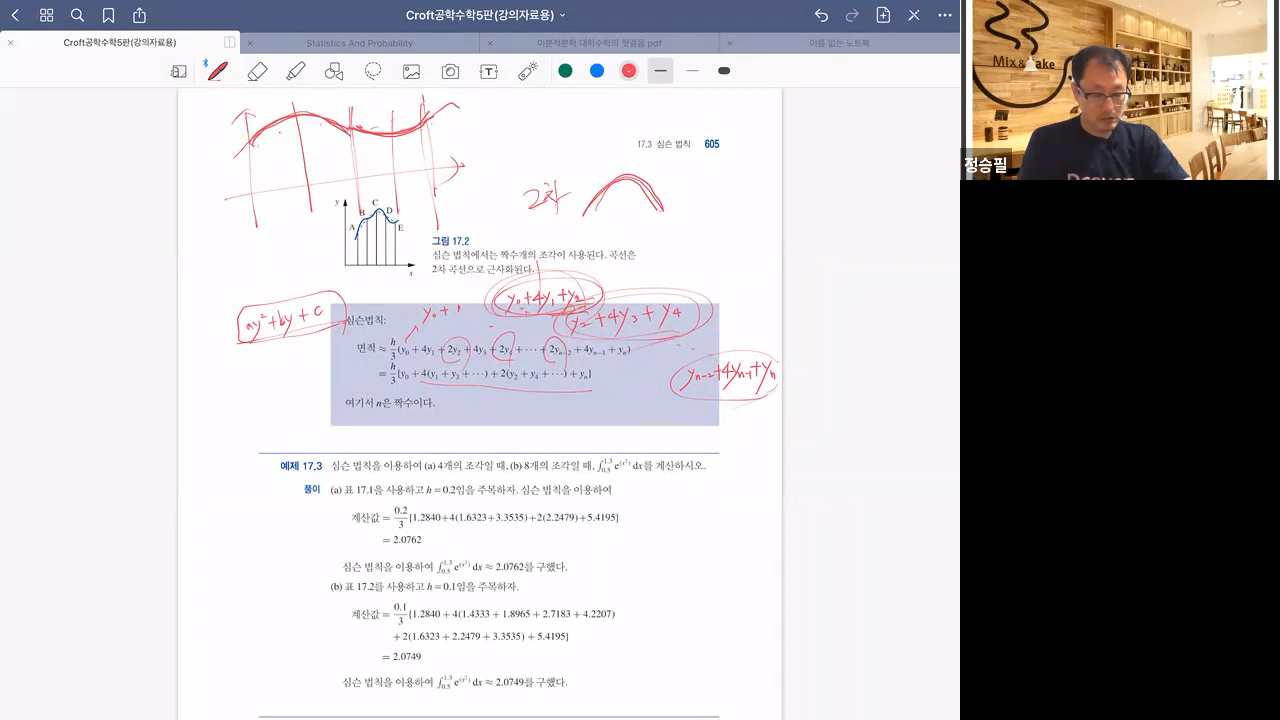 Croft공학수학5판(강의자료용)
Croft공학수학5판(강의자료용)
Statistics And Probability
미분적분학 대학수학의 첫걸음.pdf
이름 없는 노트북
Mix&Bake
정승필
17.3 심슨 법칙 605
2차
y
B
C
D
A
E
x
그림 17.2
심슨 법칙에서는 짝수개의 조각이 사용된다. 곡선은
2차 곡선으로 근사화된다.
ay²+by+c
y₀+
y₀+4y₁+y₂
y₂+4y₃+y₄
yₙ₋₂+4yₙ₋₁+yₙ
심슨법칙:
면적 ≈ h/3(y₀ + 4y₁ + 2y₂ + 4y₃ + 2y₄ + ⋯ + 2yₙ₋₂ + 4yₙ₋₁ + yₙ)
= h/3{y₀ + 4(y₁ + y₃ + ⋯) + 2(y₂ + y₄ + ⋯) + yₙ}
여기서 n은 짝수이다.
예제 17.3 심슨 법칙을 이용하여 (a) 4개의 조각일 때, (b) 8개의 조각일 때, ∫₀.₅¹·³ e^(x²) dx를 계산하시오.
풀이 (a) 표 17.1을 사용하고 h = 0.2임을 주목하자. 심슨 법칙을 이용하여
계산값 = 0.2/3{1.2840+4(1.6323+3.3535)+2(2.2479)+5.4195}
= 2.0762
심슨 법칙을 이용하여 ∫₀.₅¹·³ e^(x²) dx ≈ 2.0762를 구했다.
(b) 표 17.2를 사용하고 h = 0.1임을 주목하자.
계산값 = 0.1/3{1.2840 + 4(1.4333 + 1.8965 + 2.7183 + 4.2207)
+ 2(1.6323 + 2.2479 + 3.3535) + 5.4195}
= 2.0749
심슨 법칙을 이용하여 ∫₀.₅¹·³ e^(x²) dx ≈ 2.0749를 구했다.